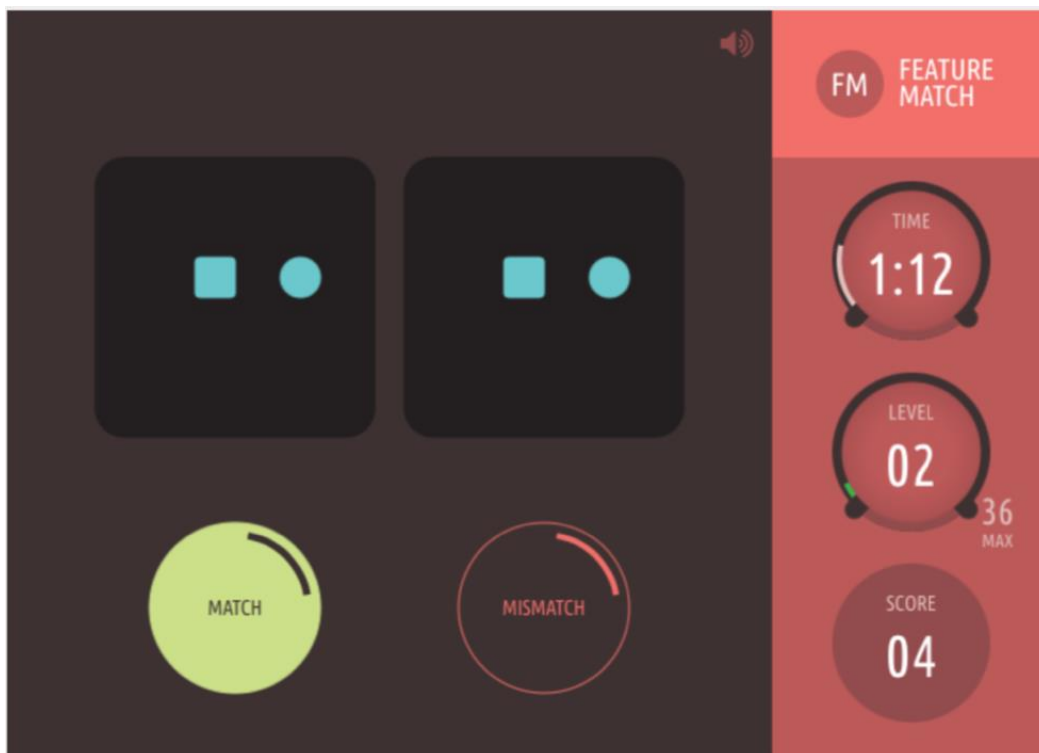 FM
FEATURE
MATCH
TIME
1:12
LEVEL
02
36
MAX
MATCH
MISMATCH
SCORE
04